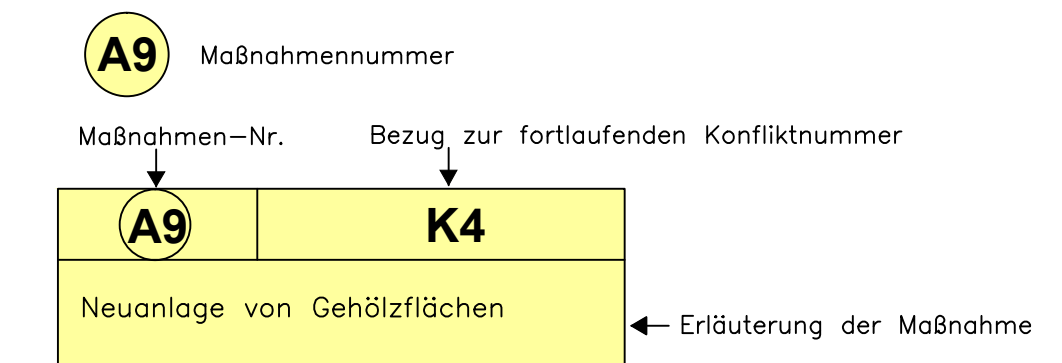 A9 Maßnahmennummer
Maßnahmen-Nr. Bezug zur fortlaufenden Konfliktnummer
A9 K4
Neuanlage von Gehölzflächen
Erläuterung der Maßnahme